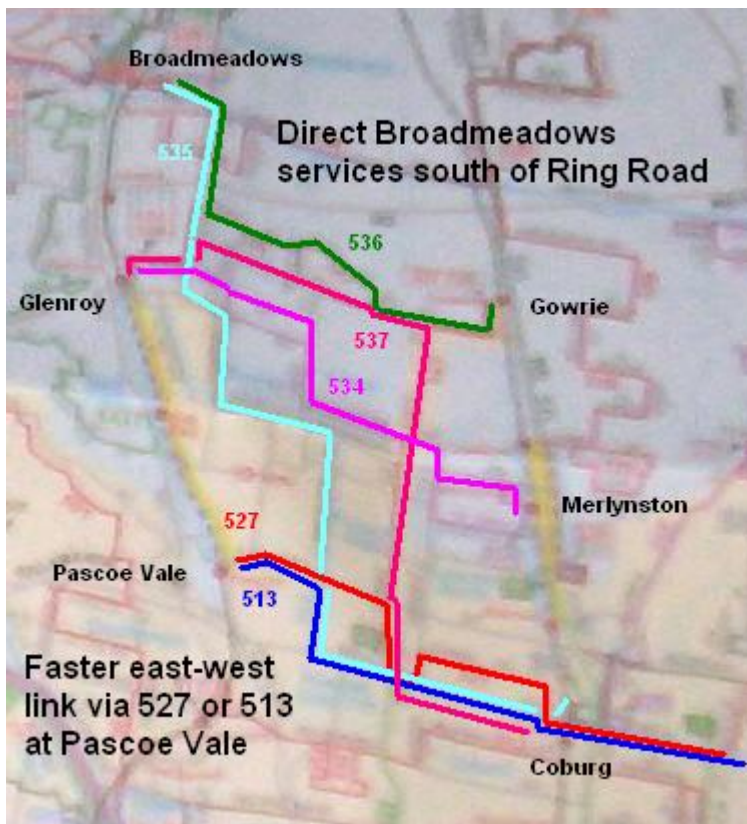 Broadmeadows
Direct Broadmeadows
services south of Ring Road
535
536
Glenroy
Gowrie
537
534
Merlynston
527
Pascoe Vale
513
Faster east-west
link via 527 or 513
at Pascoe Vale
Coburg